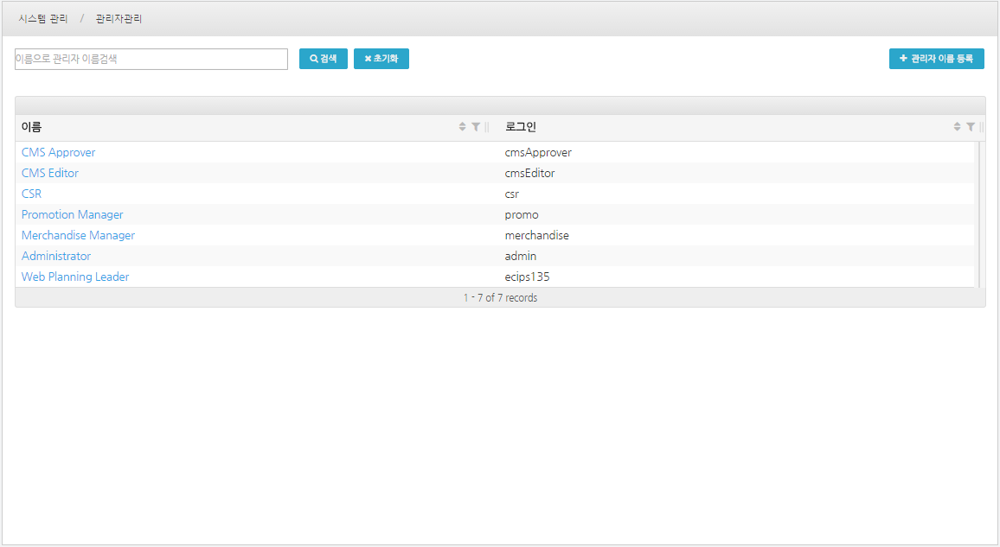 시스템 관리 / 관리자관리
이름으로 관리자 이름검색 검색 초기화 관리자 이름 등록
이름 로그인
CMS Approver cmsApprover
CMS Editor cmsEditor
CSR csr
Promotion Manager promo
Merchandise Manager merchandise
Administrator admin
Web Planning Leader ecips135
1 - 7 of 7 records